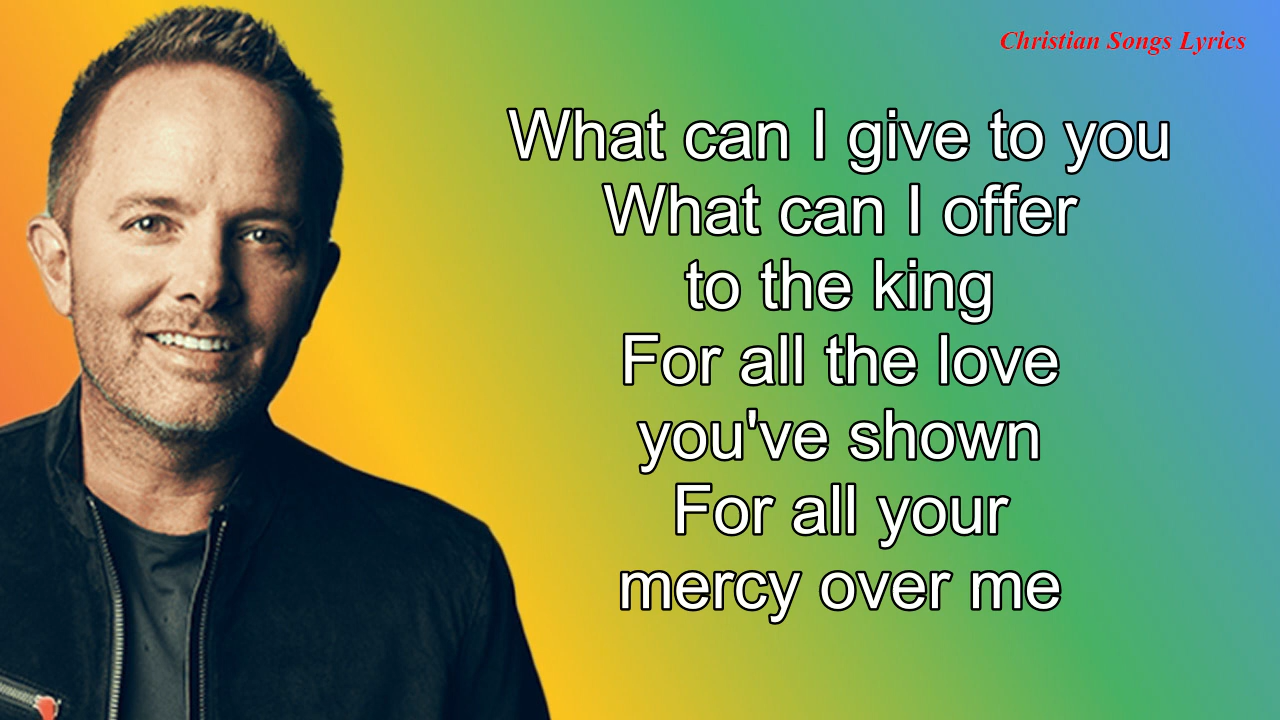 Christian Songs Lyrics
What can I give to you
What can I offer
to the king
For all the love
you've shown
For all your
mercy over me